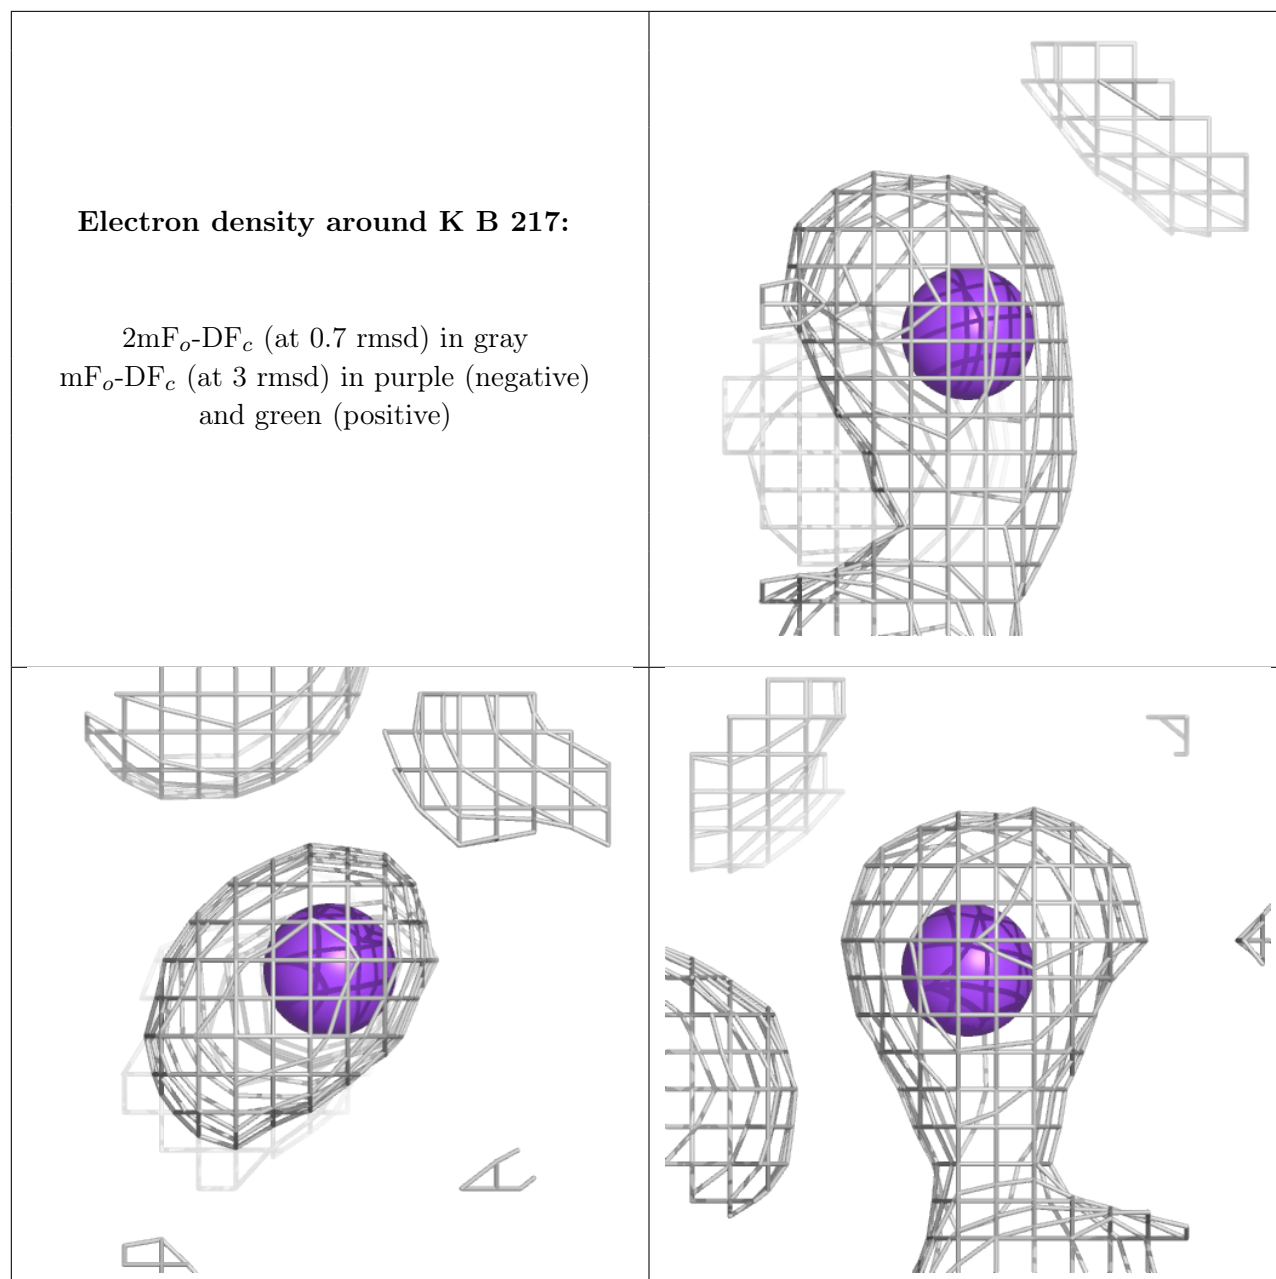 Electron density around K B 217:
2mFₒ-DF𝒸 (at 0.7 rmsd) in gray
mFₒ-DF𝒸 (at 3 rmsd) in purple (negative)
and green (positive)